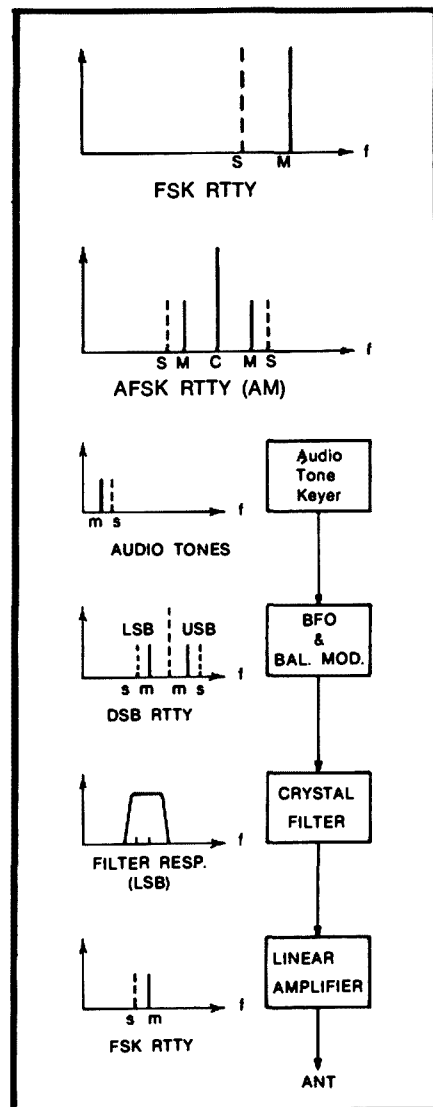 f
S M
FSK RTTY
f
S M C M S
AFSK RTTY (AM)
Audio
Tone
Keyer
m s
f
AUDIO TONES
LSB USB
BFO
&
BAL. MOD.
f
s m m s
DSB RTTY
CRYSTAL
FILTER
f
FILTER RESP.
(LSB)
LINEAR
AMPLIFIER
f
s m
FSK RTTY
ANT